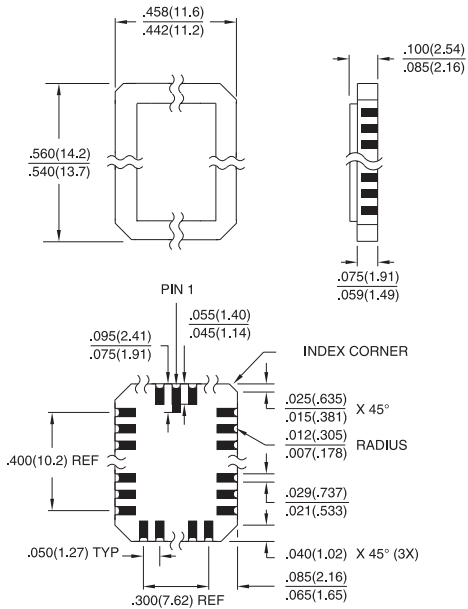 .458(11.6)
.442(11.2)
.100(2.54)
.085(2.16)
.560(14.2)
.540(13.7)
.075(1.91)
.059(1.49)
PIN 1
.055(1.40)
.045(1.14)
.095(2.41)
.075(1.91)
INDEX CORNER
.025(.635)
.015(.381) X 45°
.012(.305)
.007(.178) RADIUS
.400(10.2) REF
.029(.737)
.021(.533)
.050(1.27) TYP
.040(1.02) X 45° (3X)
.085(2.16)
.065(1.65)
.300(7.62) REF